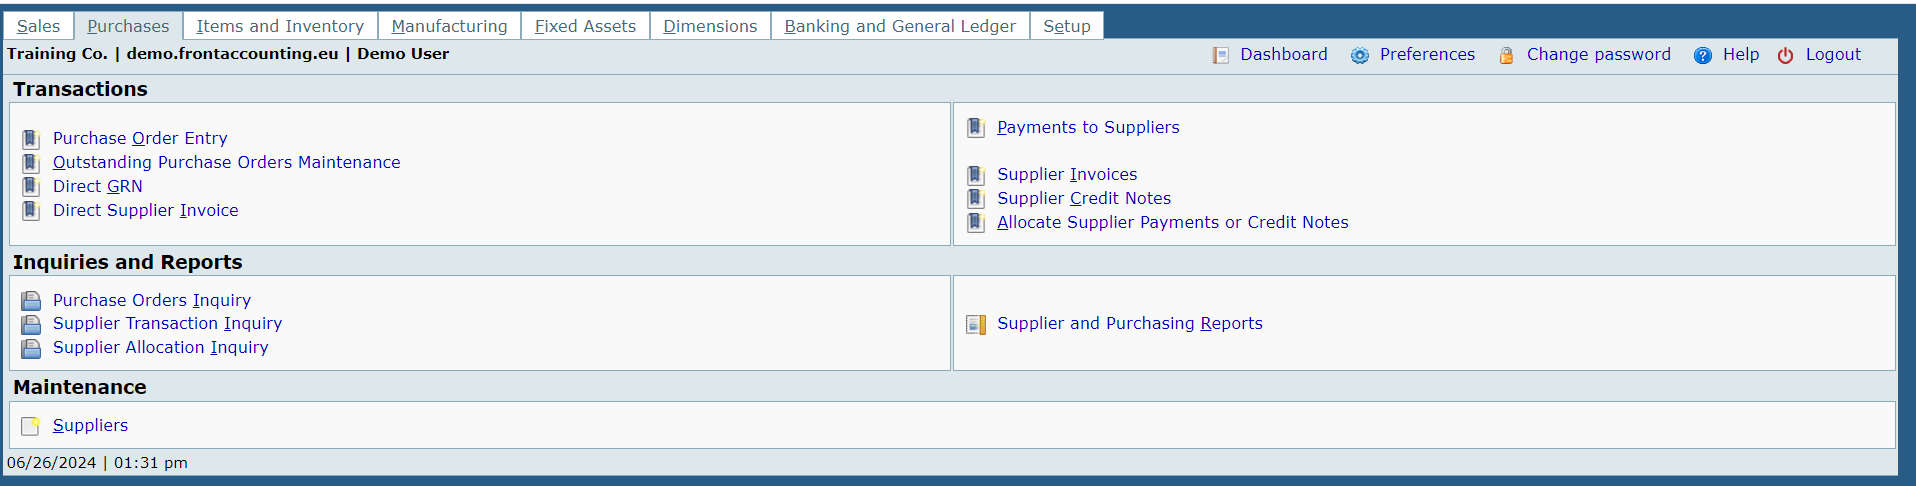 Sales Purchases Items and Inventory Manufacturing Fixed Assets Dimensions Banking and General Ledger Setup
Training Co. | demo.frontaccounting.eu | Demo User Dashboard Preferences Change password Help Logout
Transactions
Purchase Order Entry
Outstanding Purchase Orders Maintenance
Direct GRN
Direct Supplier Invoice
Payments to Suppliers
Supplier Invoices
Supplier Credit Notes
Allocate Supplier Payments or Credit Notes
Inquiries and Reports
Purchase Orders Inquiry
Supplier Transaction Inquiry
Supplier Allocation Inquiry
Supplier and Purchasing Reports
Maintenance
Suppliers
06/26/2024 | 01:31 pm